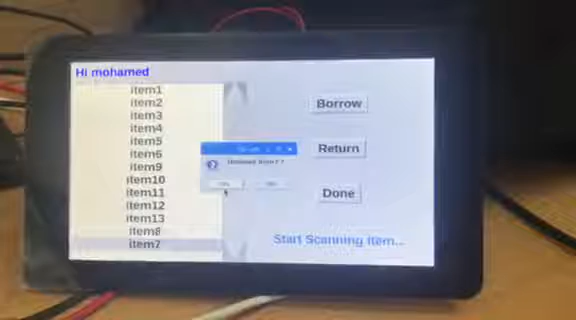 Hi mohamed
item1
item2
item3
item4
item5
item6
item9
item10
item11
item12
item13
item8
item7
Borrow
Return
Done
Start Scanning Item...